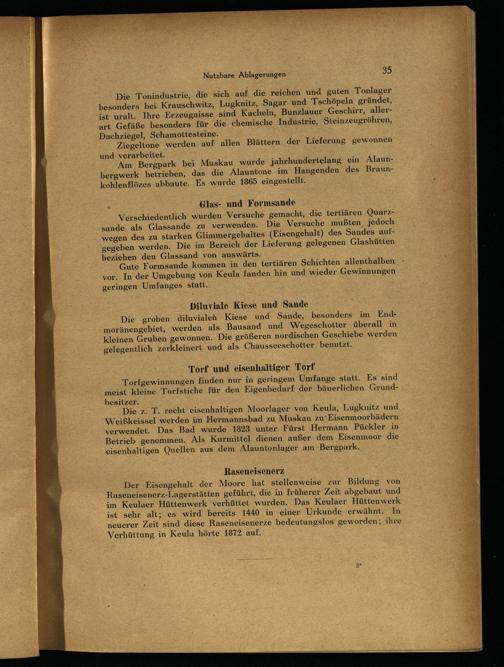 Nutzbare Ablagerungen 35
Die Tonindustrie, die sich auf die reichen und guten Tonlager
besonders bei Krauschwitz, Lugknitz, Sagar und Tschöpeln gründet,
ist uralt. Ihre Erzeugnisse sind Kacheln, Bunzlauer Geschirr, aller-
art Gefäße besonders für die chemische Industrie, Steinzeugröhren,
Dachziegel, Schamottesteine.
Ziegeltone werden auf allen Blättern der Lieferung gewonnen
und verarbeitet.
Am Bergpark bei Muskau wurde jahrhundertelang ein Alaun-
bergwerk betrieben, das die Alauntone im Hangenden des Braun-
kohlenflözes abbaute. Es wurde 1865 eingestellt.
Glas- und Formsande
Verschiedentlich wurden Versuche gemacht, die tertiären Quarz-
sande als Glassande zu verwenden. Die Versuche mußten jedoch
wegen des zu starken Glimmergehaltes (Eisengehalt) des Sandes auf-
gegeben werden. Die im Bereich der Lieferung gelegenen Glashütten
beziehen den Glassand von auswärts.
Gute Formsande kommen in den tertiären Schichten allenthalben
vor. In der Umgebung von Keula fanden hin und wieder Gewinnungen
geringen Umfanges statt.
Diluviale Kiese und Sande
Die groben diluvialen Kiese und Sande, besonders im End-
moränengebiet, werden als Bausand und Wegeschotter überall in
kleinen Gruben gewonnen. Die größeren nordischen Geschiebe werden
gelegentlich zerkleinert und als Chausseeschotter benutzt.
Torf und eisenhaltiger Torf
Torfgewinnungen finden nur in geringem Umfange statt. Es sind
meist kleine Torfstiche für den Eigenbedarf der bäuerlichen Grund-
besitzer.
Die z. T. recht eisenhaltigen Moorlager von Keula, Lugknitz und
Weißkeissel werden im Hermannsbad zu Muskau zu Eisenmoorbädern
verwendet. Das Bad wurde 1823 unter Fürst Hermann Pückler in
Betrieb genommen. Als Kurmittel dienen außer dem Eisenmoor die
eisenhaltigen Quellen aus dem Alauntonlager am Bergpark.
Raseneisenerz
Der Eisengehalt der Moore hat stellenweise zur Bildung von
Raseneisenerz-Lagerstätten geführt, die in früherer Zeit abgebaut und
im Keulaer Hüttenwerk verhüttet wurden. Das Keulaer Hüttenwerk
ist sehr alt; es wird bereits 1440 in einer Urkunde erwähnt. In
neuerer Zeit sind diese Raseneisenerze bedeutungslos geworden; ihre
Verhüttung in Keula hörte 1872 auf.
3*